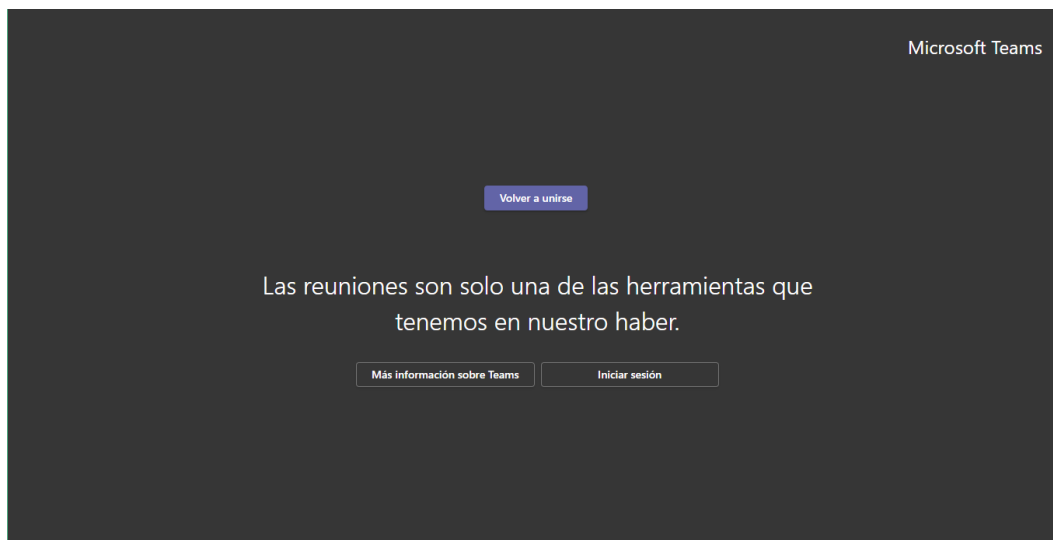 Microsoft Teams
Volver a unirse
Las reuniones son solo una de las herramientas que
tenemos en nuestro haber.
Más información sobre Teams
Iniciar sesión